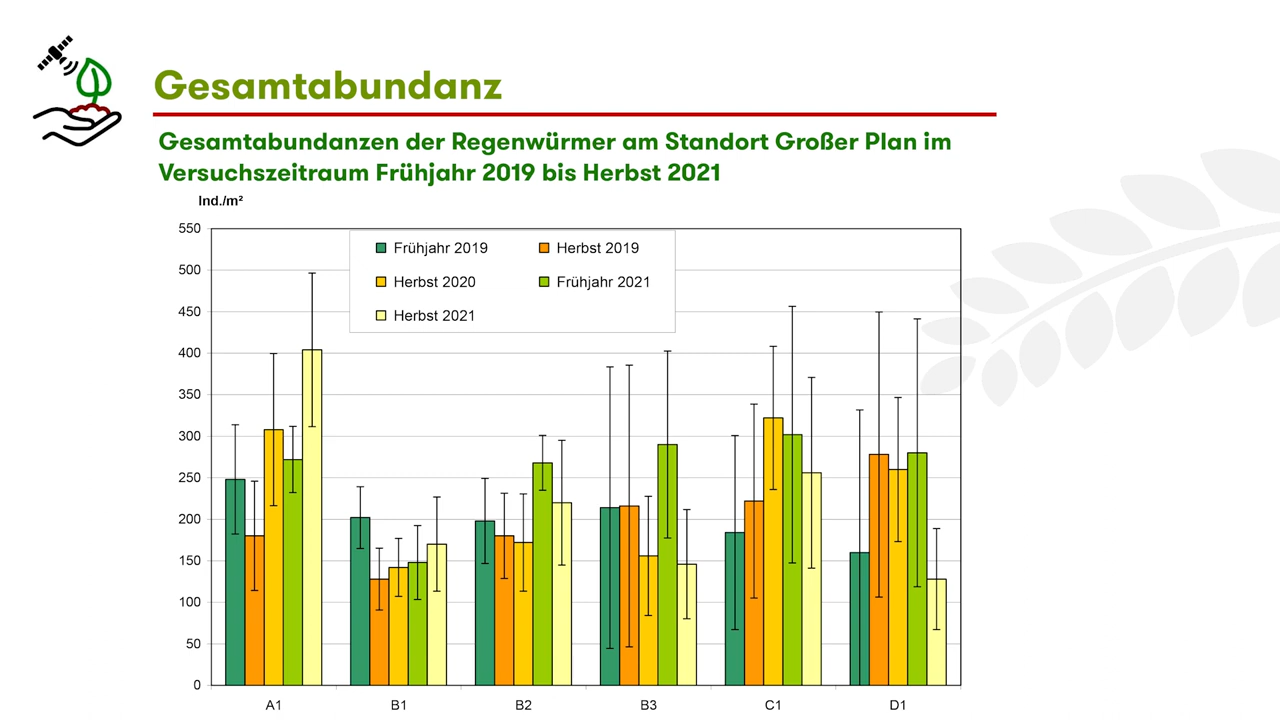 Gesamtabundanz
Gesamtabundanzen der Regenwürmer am Standort Großer Plan im
Versuchszeitraum Frühjahr 2019 bis Herbst 2021
Ind./m²
550
500
450
400
350
300
250
200
150
100
50
0
Frühjahr 2019
Herbst 2019
Herbst 2020
Frühjahr 2021
Herbst 2021
A1
B1
B2
B3
C1
D1